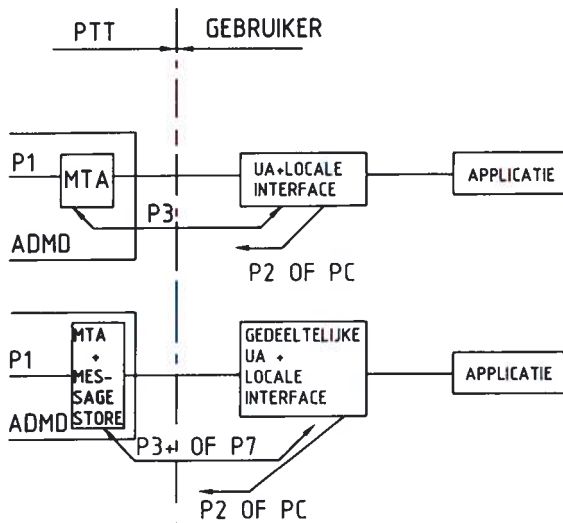 PTT
GEBRUIKER
P1
MTA
UA+LOCALE
INTERFACE
APPLICATIE
P3
ADMD
P2 OF PC
P1
MTA
+
MES-
SAGE
STORE
GEDEELTELIJKE
UA +
LOCALE
INTERFACE
APPLICATIE
ADMD
P3+ OF P7
P2 OF PC